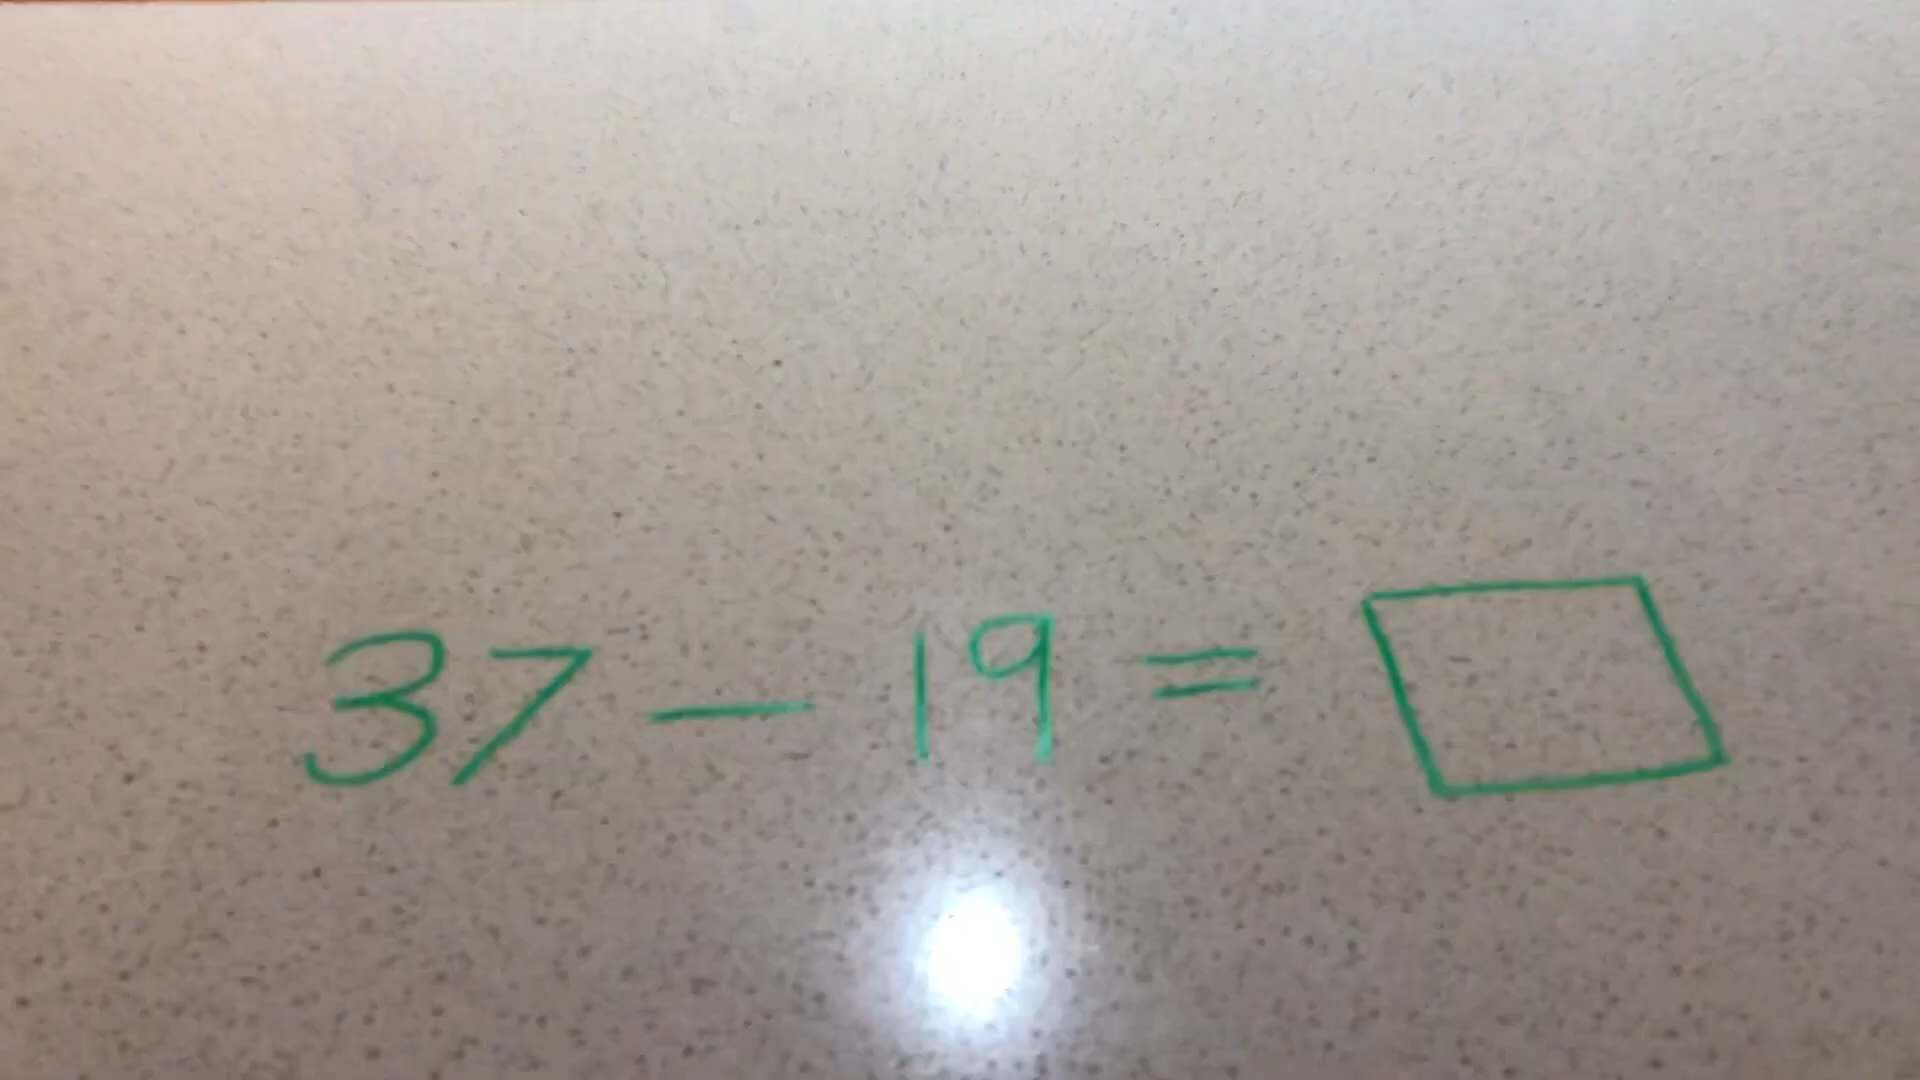 37 - 19 = □